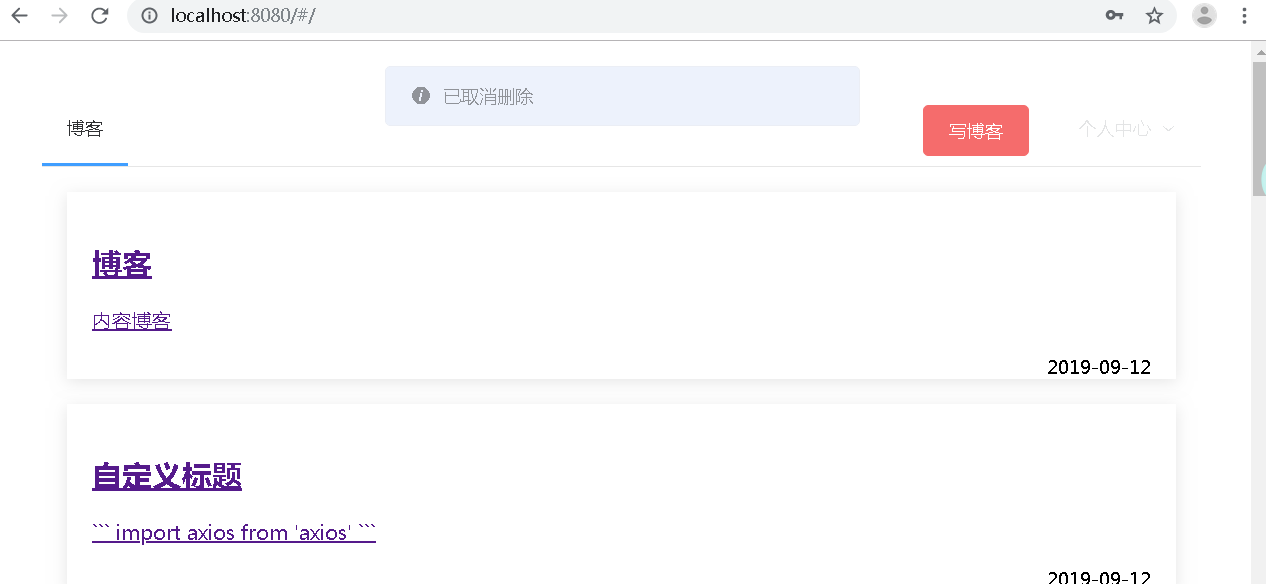 localhost:8080/#/
已取消删除
博客
写博客
个人中心
博客
内容博客
2019-09-12
自定义标题
``` import axios from 'axios' ```
2019-09-12